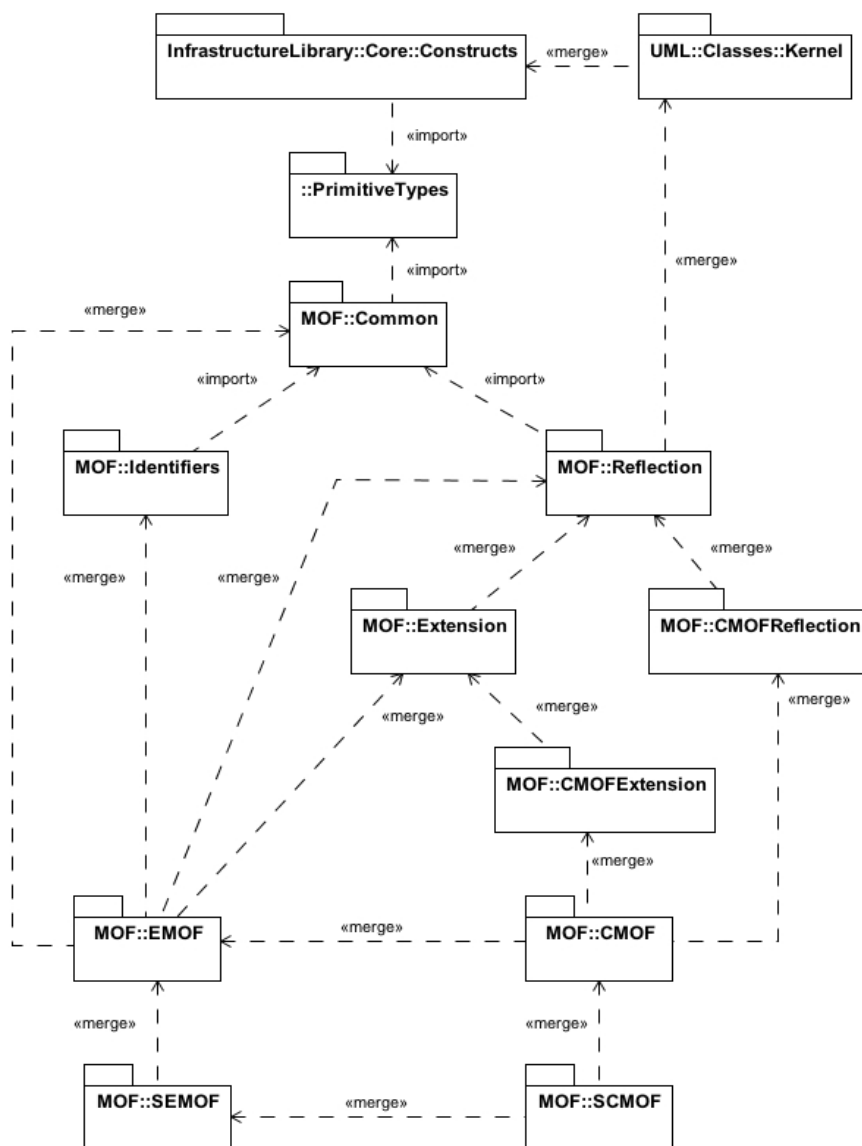 InfrastructureLibrary::Core::Constructs
«merge»
UML::Classes::Kernel
«import»
::PrimitiveTypes
«import»
«merge»
«merge»
MOF::Common
«import»
«import»
MOF::Identifiers
MOF::Reflection
«merge»
«merge»
«merge»
«merge»
MOF::Extension
MOF::CMOFReflection
«merge»
«merge»
«merge»
MOF::CMOFExtension
«merge»
MOF::EMOF
«merge»
MOF::CMOF
«merge»
«merge»
MOF::SEMOF
«merge»
MOF::SCMOF